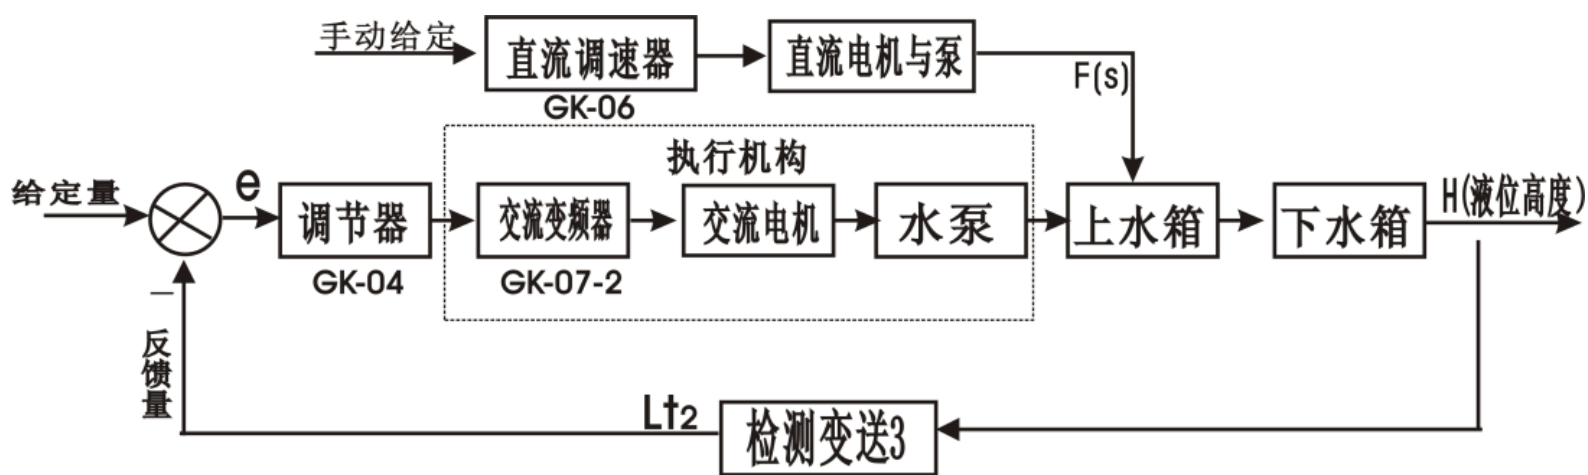 手动给定
直流调速器
直流电机与泵
F(s)
GK-06
执行机构
给定量
e
调节器
交流变频器
交流电机
水泵
上水箱
下水箱
H(液位高度)
GK-04
GK-07-2
—
反馈量
Lt2
检测变送3